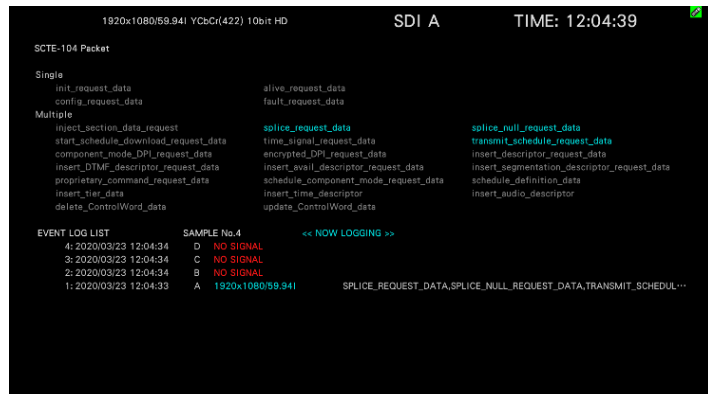 1920x1080/59.94I YCbCr(422) 10bit HD SDI A TIME: 12:04:39
SCTE-104 Packet
Single
init_request_data alive_request_data
config_request_data fault_request_data
Multiple
inject_section_data_request splice_request_data splice_null_request_data
start_schedule_download_request_data time_signal_request_data transmit_schedule_request_data
component_mode_DPI_request_data encrypted_DPI_request_data insert_descriptor_request_data
insert_DTMF_descriptor_request_data insert_avail_descriptor_request_data insert_segmentation_descriptor_request_data
proprietary_command_request_data schedule_component_mode_request_data schedule_definition_data
insert_tier_data insert_time_descriptor insert_audio_descriptor
delete_ControlWord_data update_ControlWord_data
EVENT LOG LIST SAMPLE No.4 << NOW LOGGING >>
4: 2020/03/23 12:04:34 D NO SIGNAL
3: 2020/03/23 12:04:34 C NO SIGNAL
2: 2020/03/23 12:04:34 B NO SIGNAL
1: 2020/03/23 12:04:33 A 1920x1080/59.94I SPLICE_REQUEST_DATA,SPLICE_NULL_REQUEST_DATA,TRANSMIT_SCHEDUL…